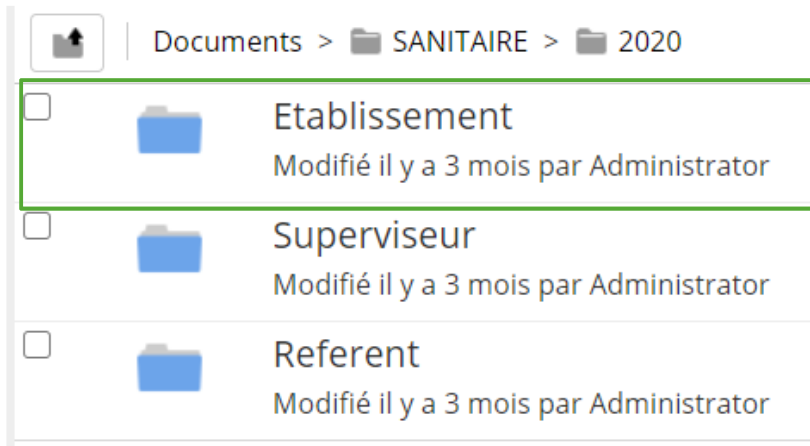 Documents > SANITAIRE > 2020
Etablissement
Modifié il y a 3 mois par Administrator
Superviseur
Modifié il y a 3 mois par Administrator
Referent
Modifié il y a 3 mois par Administrator